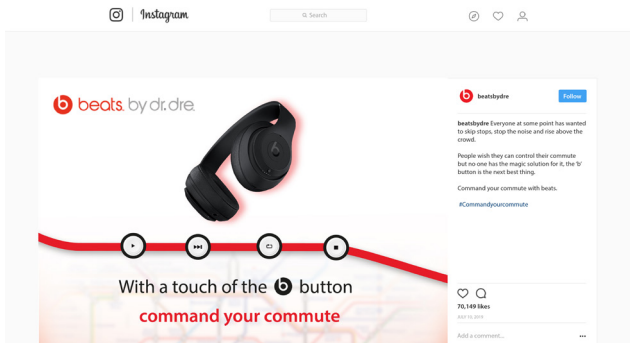 Instagram
Search
b beats by dr. dre
With a touch of the b button
command your commute
beatsbydre
Follow
beatsbydre Everyone at some point has wanted
to skip stops, stop the noise and rise above the
crowd.
People wish they can control their commute
but no-one has the magic solution for it, the 'b'
button is the next best thing.
Command your commute with beats.
#Commandyourcommute
70,149 likes
JULY 10, 2019
Add a comment...